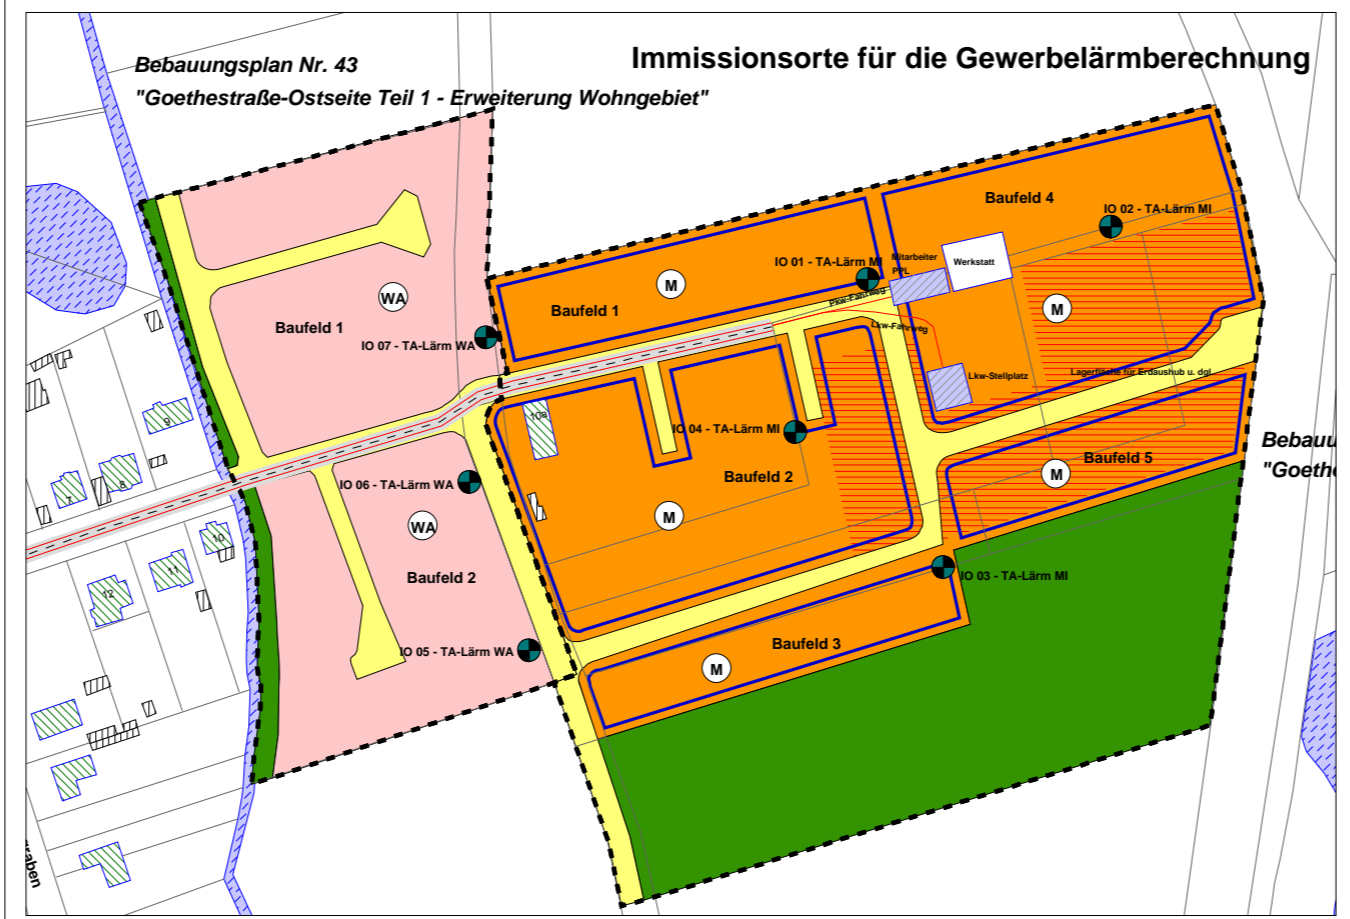 Immissionsorte für die Gewerbelärmberechnung
Bebauungsplan Nr. 43
"Goethestraße-Ostseite Teil 1 - Erweiterung Wohngebiet"
Baufeld 4
IO 02 - TA-Lärm MI
IO 01 - TA-Lärm MI
Mitarbeiter
PPL
Werkstatt
M
Baufeld 1
Pkw-Fahrweg
M
WA
Baufeld 1
Lkw-Fahrweg
IO 07 - TA-Lärm WA
Lkw-Stellplatz
Lagerfläche für Erdaushub u. dgl.
10a
9
IO 04 - TA-Lärm MI
Bebau
"Goethe
Baufeld 5
M
Baufeld 2
7
8
IO 06 - TA-Lärm WA
M
WA
10
11
12
Baufeld 2
IO 03 - TA-Lärm MI
Baufeld 3
M
IO 05 - TA-Lärm WA
raben